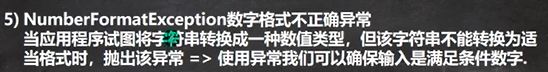 5) NumberFormatException数字格式不正确异常
当应用程序试图将字符串转换成一种数值类型，但该字符串不能转换为适
当格式时，抛出该异常 => 使用异常我们可以确保输入是满足条件数字.